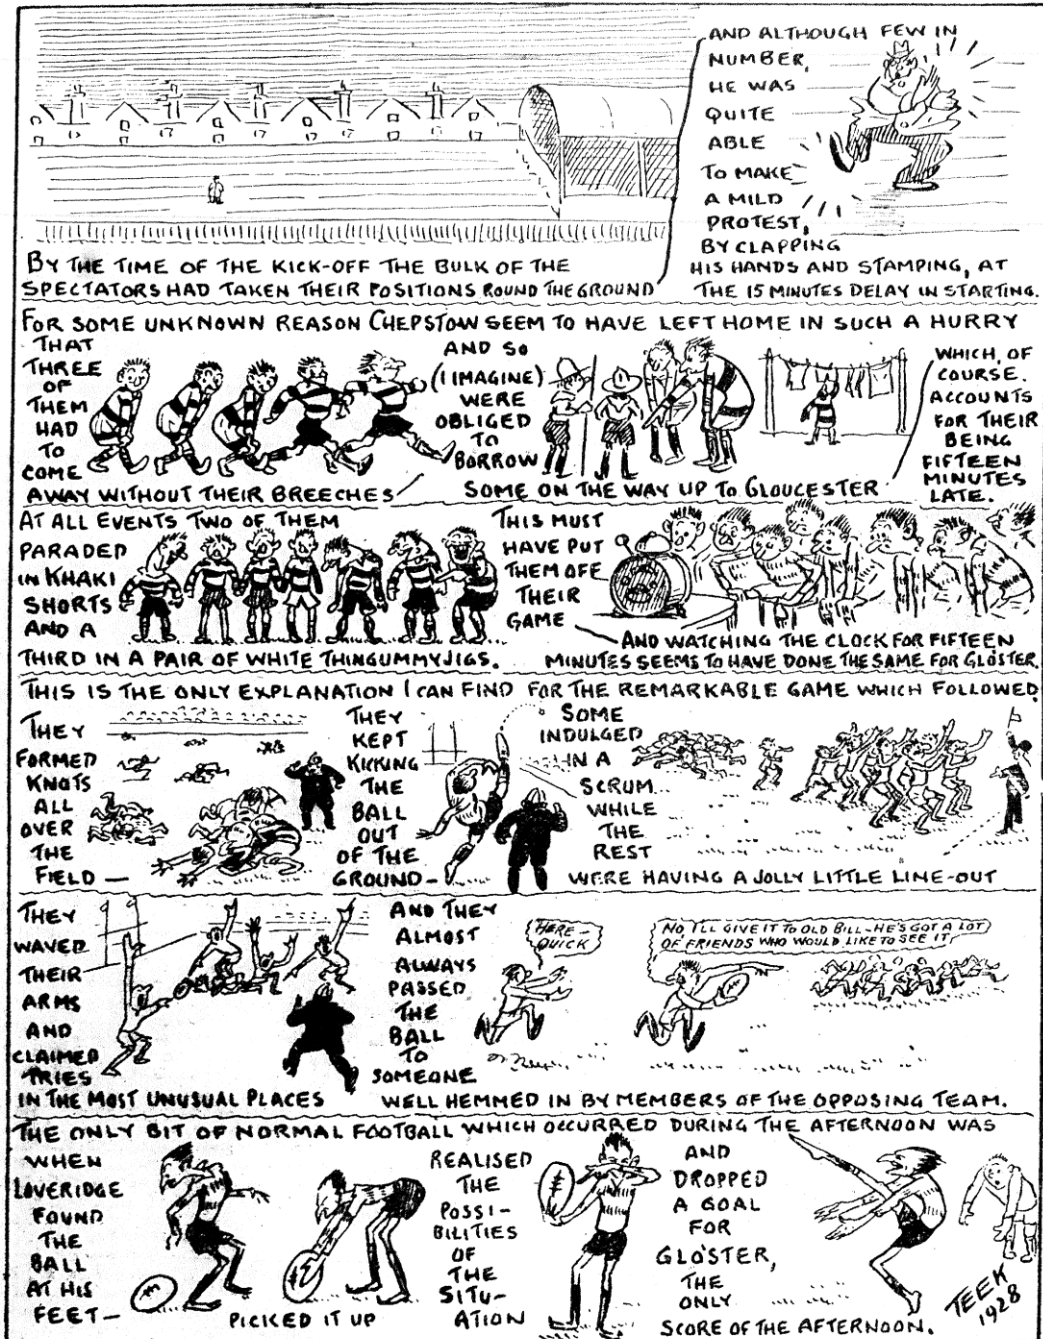 BY THE TIME OF THE KICK-OFF THE BULK OF THE
SPECTATORS HAD TAKEN THEIR POSITIONS ROUND THE GROUND
AND ALTHOUGH FEW IN
NUMBER,
HE WAS
QUITE
ABLE
TO MAKE
A MILD
PROTEST,
BY CLAPPING
HIS HANDS AND STAMPING, AT
THE 15 MINUTES DELAY IN STARTING.
FOR SOME UNKNOWN REASON CHEPSTOW SEEM TO HAVE LEFT HOME IN SUCH A HURRY
THAT
THREE
OF
THEM
HAD
TO
COME
AWAY WITHOUT THEIR BREECHES
AND SO
(I IMAGINE)
WERE
OBLIGED
TO
BORROW
SOME ON THE WAY UP TO GLOUCESTER
WHICH, OF
COURSE.
ACCOUNTS
FOR THEIR
BEING
FIFTEEN
MINUTES
LATE.
AT ALL EVENTS TWO OF THEM
PARADED
IN KHAKI
SHORTS
AND A
THIRD IN A PAIR OF WHITE THINGUMMYJIGS.
THIS MUST
HAVE PUT
THEM OFF
THEIR
GAME
AND WATCHING THE CLOCK FOR FIFTEEN
MINUTES SEEMS TO HAVE DONE THE SAME FOR GLO'STER.
THIS IS THE ONLY EXPLANATION I CAN FIND FOR THE REMARKABLE GAME WHICH FOLLOWED
THEY
FORMED
KNOTS
ALL
OVER
THE
FIELD —
THEY
KEPT
KICKING
THE
BALL
OUT
OF THE
GROUND —
SOME
INDULGED
IN A
SCRUM
WHILE
THE
REST
WERE HAVING A JOLLY LITTLE LINE-OUT
THEY
WAVED
THEIR
ARMS
AND
CLAIMED
TRIES
IN THE MOST UNUSUAL PLACES
AND THEY
ALMOST
ALWAYS
PASSED
THE
BALL
TO
SOMEONE
WELL HEMMED IN BY MEMBERS OF THE OPPOSING TEAM.
HERE —
QUICK
NO, I'LL GIVE IT TO OLD BILL — HE'S GOT A LOT
OF FRIENDS WHO WOULD LIKE TO SEE IT
THE ONLY BIT OF NORMAL FOOTBALL WHICH OCCURRED DURING THE AFTERNOON WAS
WHEN
LOVERIDGE
FOUND
THE
BALL
AT HIS
FEET —
PICKED IT UP
REALISED
THE
POSSI-
BILITIES
OF
THE
SITU-
ATION
AND
DROPPED
A GOAL
FOR
GLO'STER,
THE
ONLY
SCORE OF THE AFTERNOON.
TEEK
1928